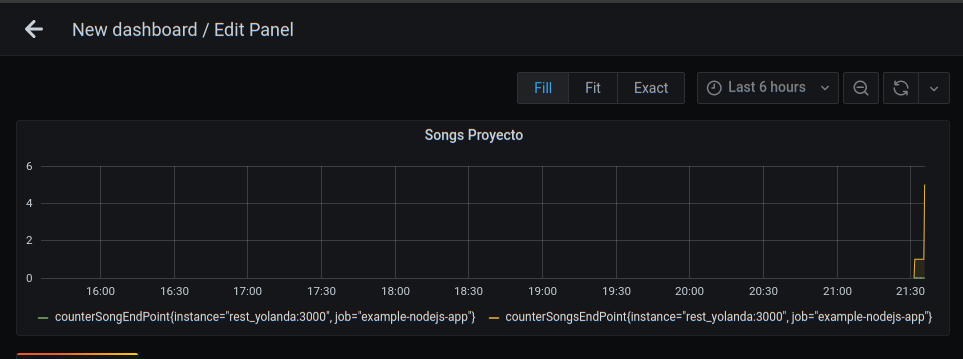 New dashboard / Edit Panel
Fill Fit Exact Last 6 hours
Songs Proyecto
6
4
2
0
16:00 16:30 17:00 17:30 18:00 18:30 19:00 19:30 20:00 20:30 21:00 21:30
counterSongEndPoint{instance="rest_yolanda:3000", job="example-nodejs-app"} counterSongsEndPoint{instance="rest_yolanda:3000", job="example-nodejs-app"}